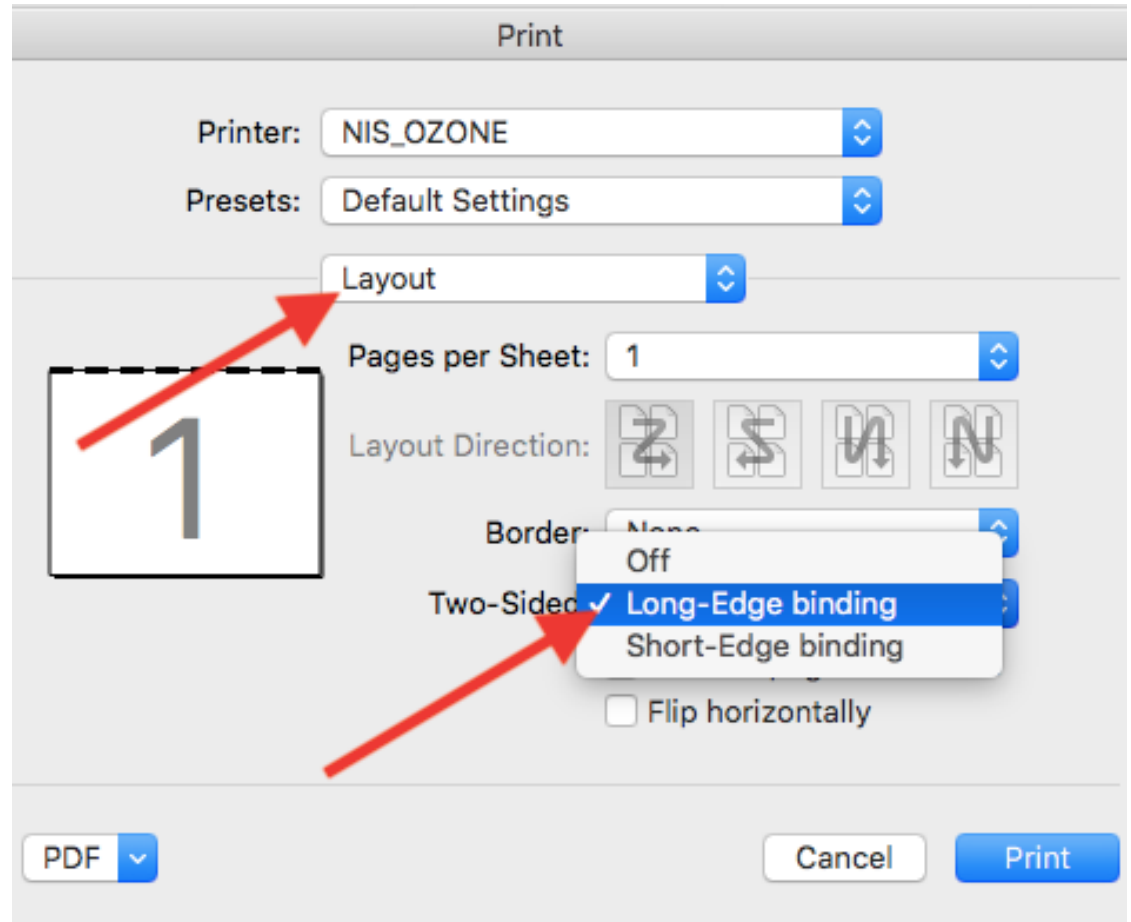 Print
Printer: NIS_OZONE
Presets: Default Settings
Layout
Pages per Sheet: 1
1
Layout Direction:
Border: None
Off
Two-Sided ✓ Long-Edge binding
Short-Edge binding
Flip horizontally
PDF
Cancel Print